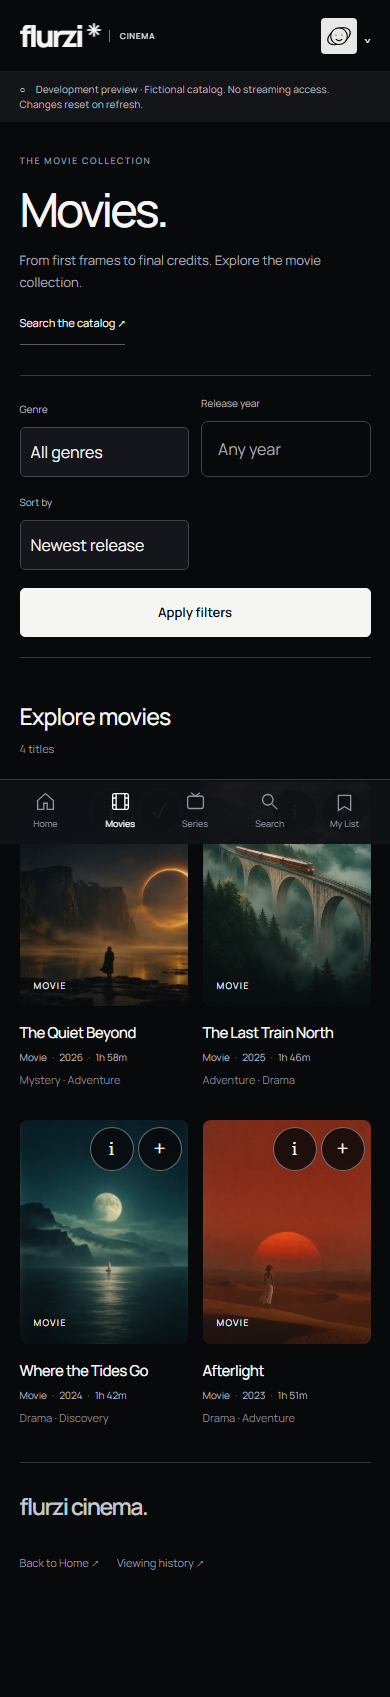 flurzi* | CINEMA
Development preview · Fictional catalog. No streaming access.
Changes reset on refresh.
THE MOVIE COLLECTION
Movies.
From first frames to final credits. Explore the movie
collection.
Search the catalog ↗
Genre
Release year
All genres
Any year
Sort by
Newest release
Apply filters
Explore movies
4 titles
Home
Movies
Series
Search
My List
MOVIE
MOVIE
The Quiet Beyond
The Last Train North
Movie · 2026 · 1h 58m
Movie · 2025 · 1h 46m
Mystery · Adventure
Adventure · Drama
i +
i +
MOVIE
MOVIE
Where the Tides Go
Afterlight
Movie · 2024 · 1h 42m
Movie · 2023 · 1h 51m
Drama · Discovery
Drama · Adventure
flurzi cinema.
Back to Home ↗
Viewing history ↗